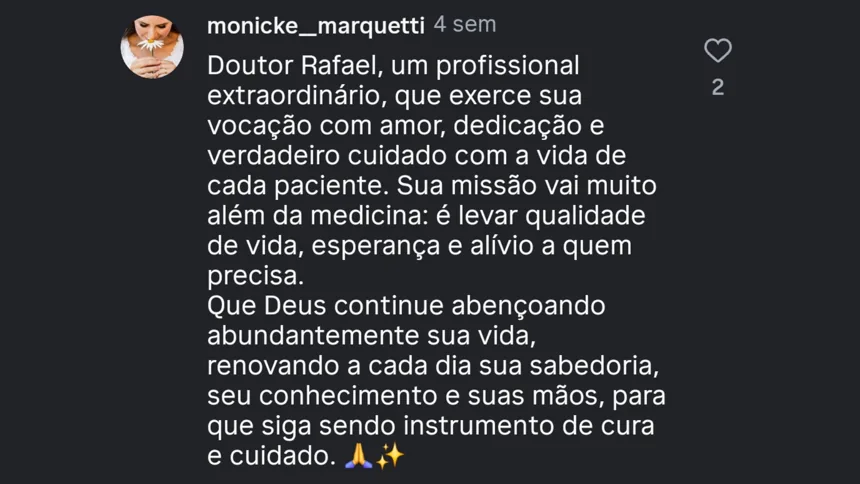 monicke__marquetti 4 sem
Doutor Rafael, um profissional
extraordinário, que exerce sua
vocação com amor, dedicação e
verdadeiro cuidado com a vida de
cada paciente. Sua missão vai muito
além da medicina: é levar qualidade
de vida, esperança e alívio a quem
precisa.
Que Deus continue abençoando
abundantemente sua vida,
renovando a cada dia sua sabedoria,
seu conhecimento e suas mãos, para
que siga sendo instrumento de cura
e cuidado. 🙏✨
2